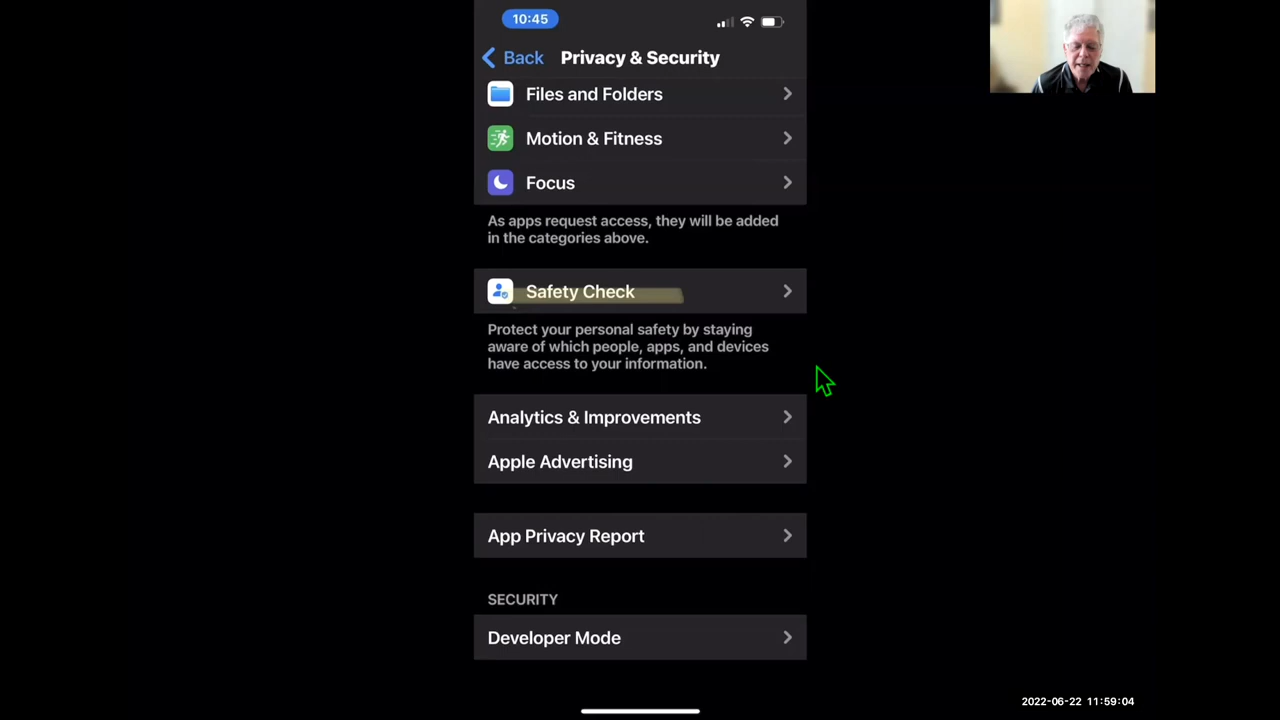 10:45
Back Privacy & Security
Files and Folders
Motion & Fitness
Focus
As apps request access, they will be added
in the categories above.
Safety Check
Protect your personal safety by staying
aware of which people, apps, and devices
have access to your information.
Analytics & Improvements
Apple Advertising
App Privacy Report
SECURITY
Developer Mode
2022-06-22 11:59:04